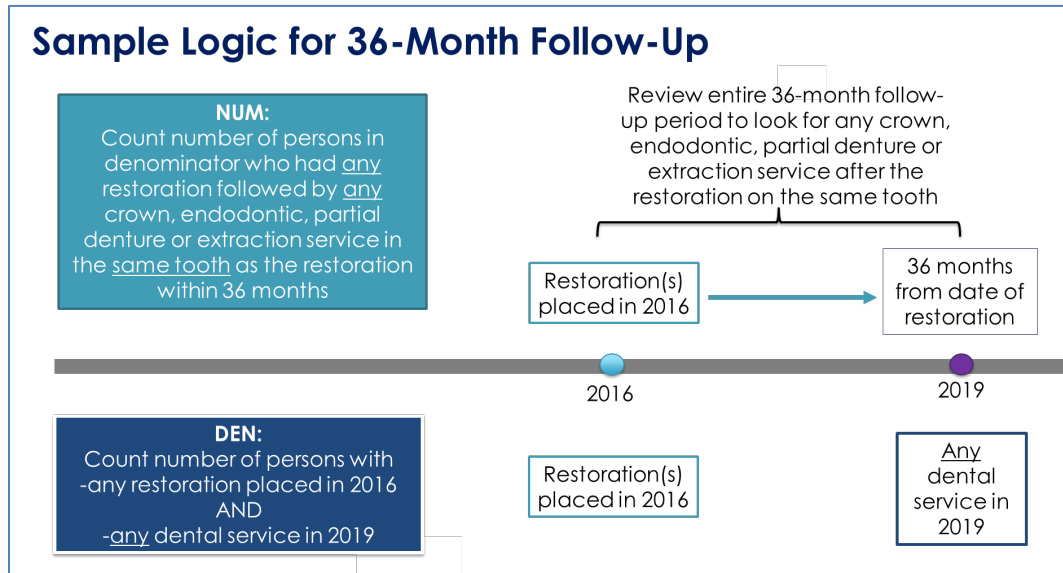 Sample Logic for 36-Month Follow-Up
NUM:
Count number of persons in
denominator who had any
restoration followed by any
crown, endodontic, partial
denture or extraction service in
the same tooth as the restoration
within 36 months
Review entire 36-month follow-
up period to look for any crown,
endodontic, partial denture or
extraction service after the
restoration on the same tooth
Restoration(s)
placed in 2016
36 months
from date of
restoration
2016
2019
DEN:
Count number of persons with
-any restoration placed in 2016
AND
-any dental service in 2019
Restoration(s)
placed in 2016
Any
dental
service in
2019